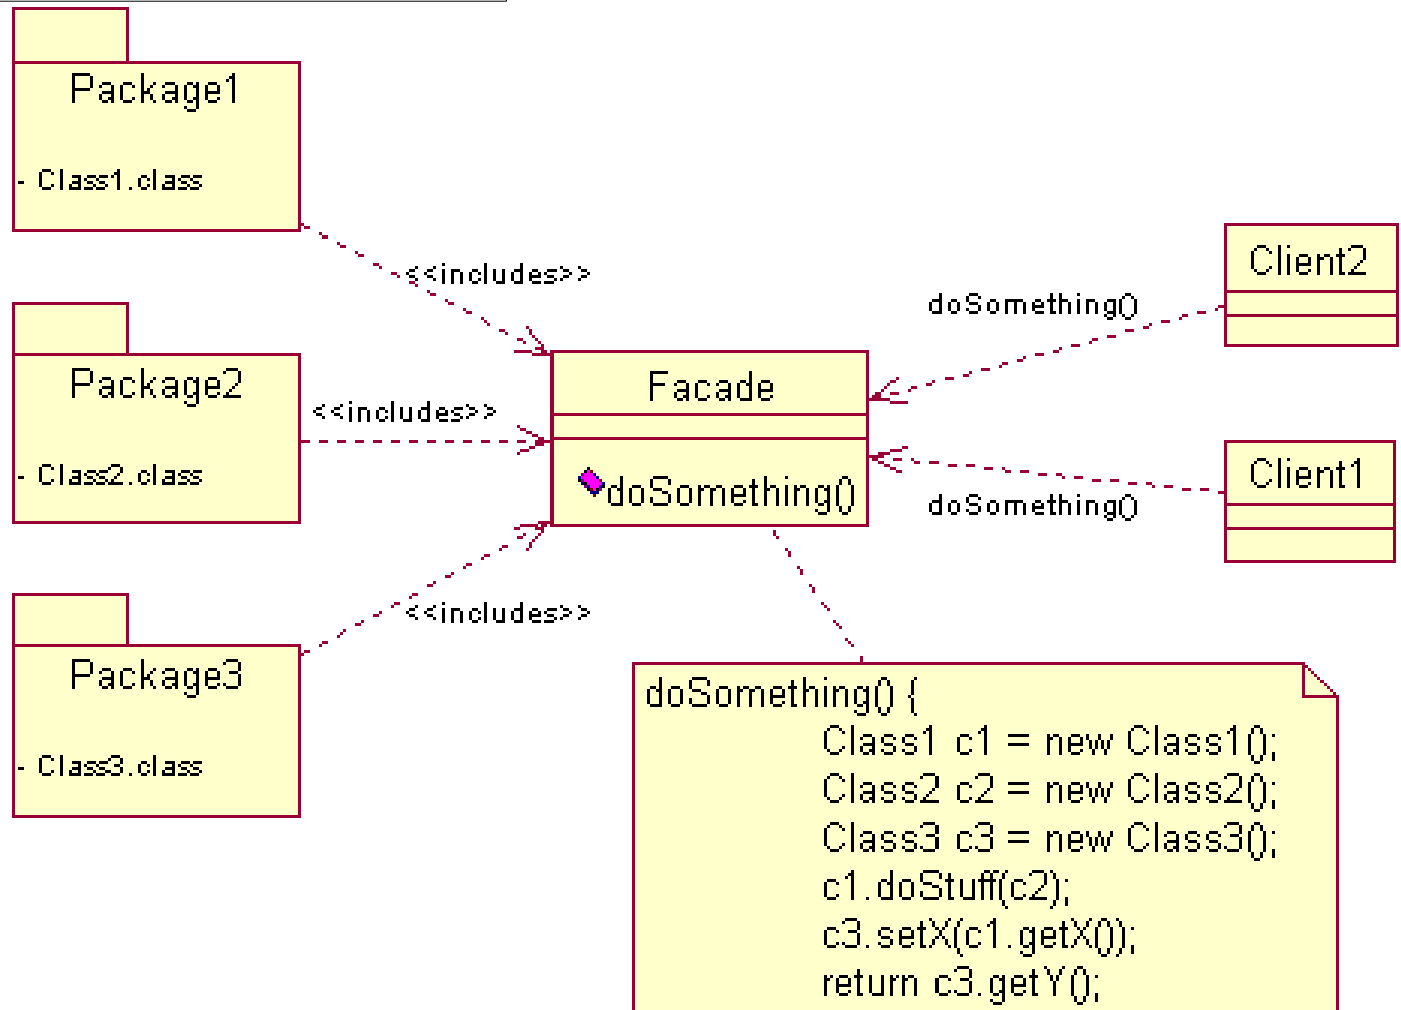 Package1
- Class1.class
<<includes>>
Package2
- Class2.class
<<includes>>
Package3
- Class3.class
<<includes>>
Facade
doSomething()
Client2
doSomething()
Client1
doSomething()
doSomething() {
Class1 c1 = new Class1();
Class2 c2 = new Class2();
Class3 c3 = new Class3();
c1.doStuff(c2);
c3.setX(c1.getX());
return c3.getY();